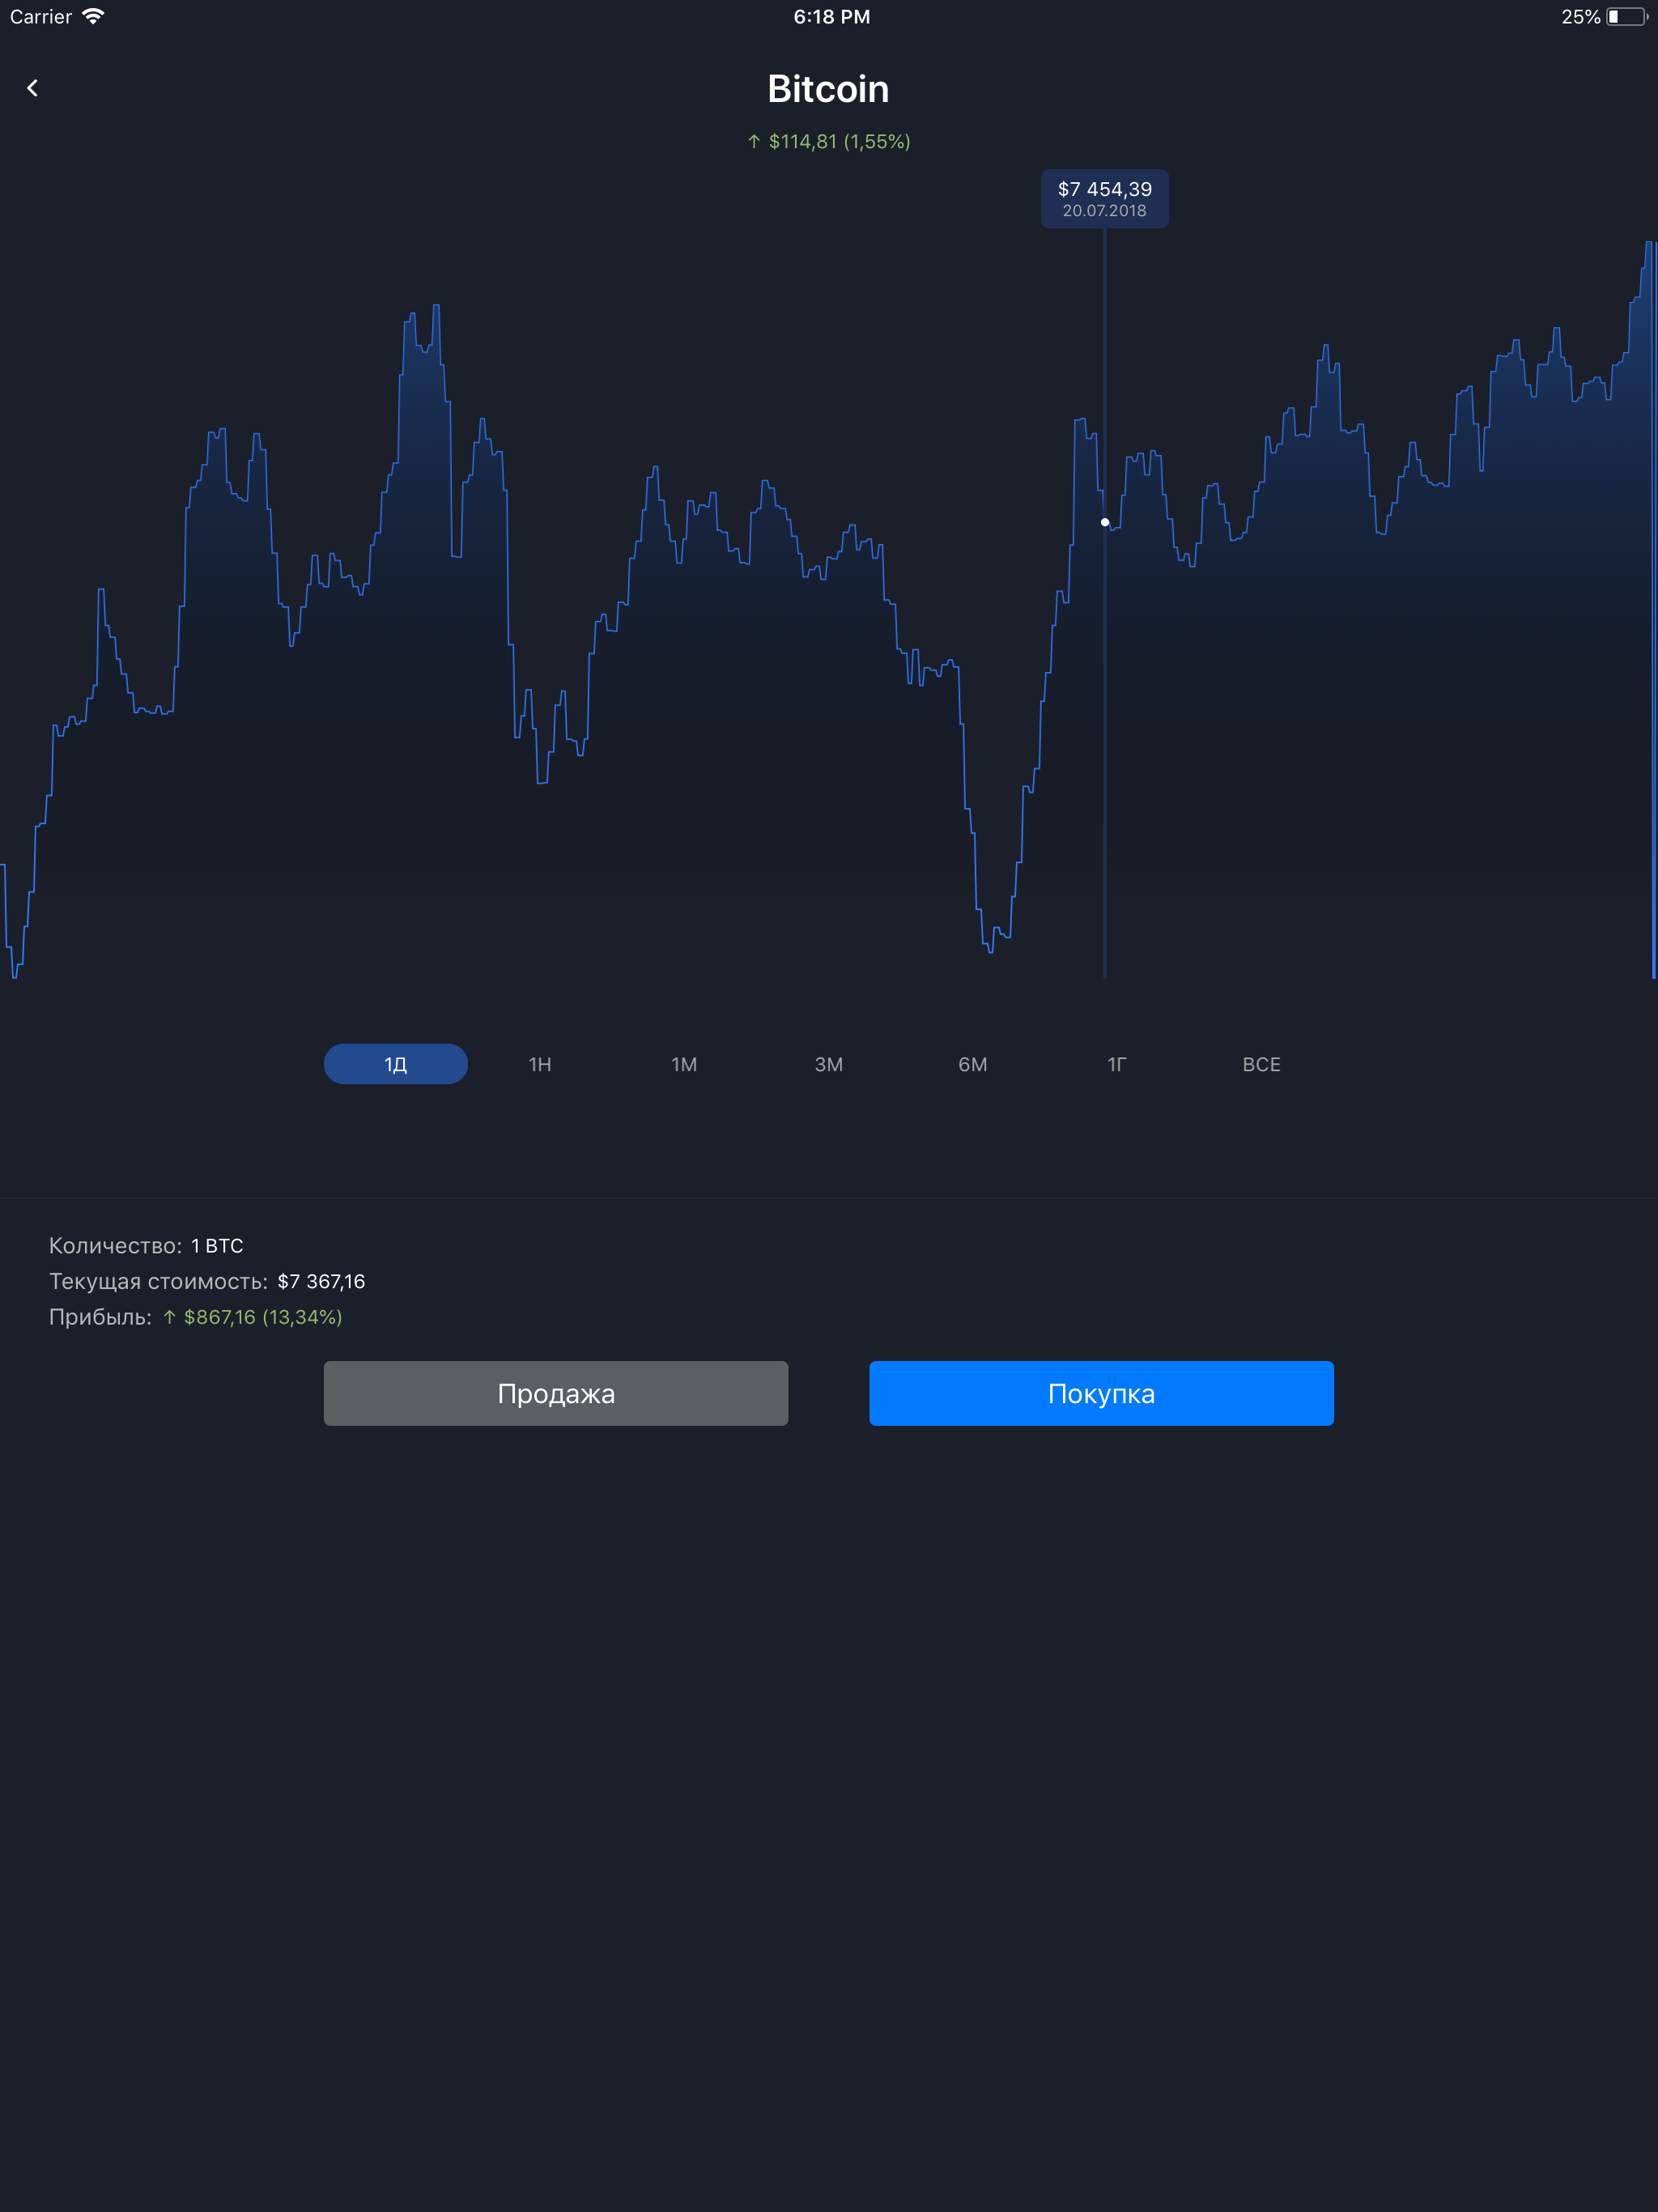 Carrier 6:18 PM 25%
Bitcoin
↑ $114,81 (1,55%)
$7 454,39
20.07.2018
1Д 1Н 1М 3М 6М 1Г ВСЕ
Количество: 1 BTC
Текущая стоимость: $7 367,16
Прибыль: ↑ $867,16 (13,34%)
Продажа Покупка